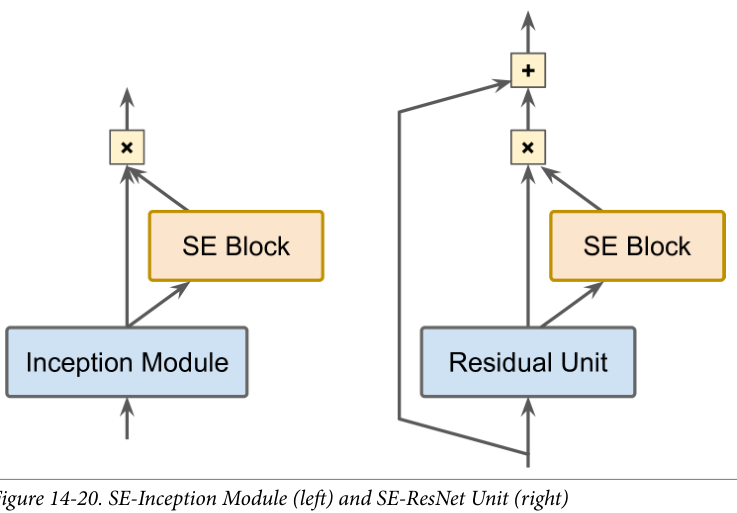 +
×
×
SE Block
SE Block
Inception Module
Residual Unit
igure 14-20. SE-Inception Module (left) and SE-ResNet Unit (right)